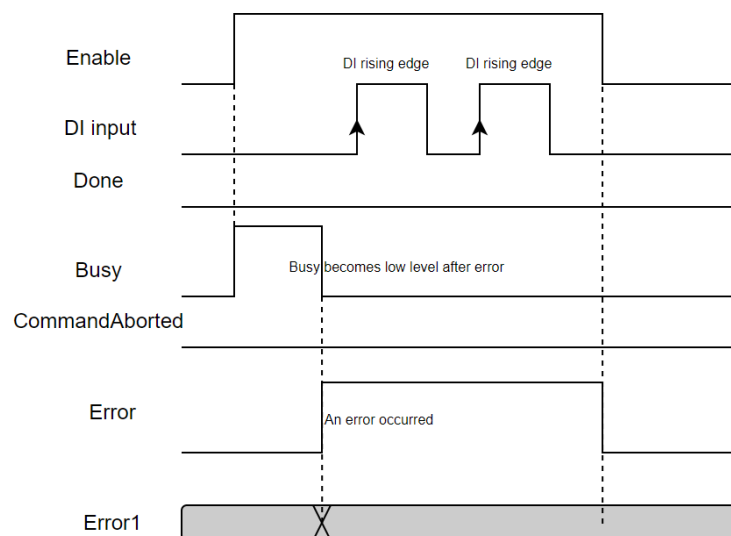 Enable
DI rising edge
DI rising edge
DI input
Done
Busy
Busy becomes low level after error
CommandAborted
Error
An error occurred
Error1